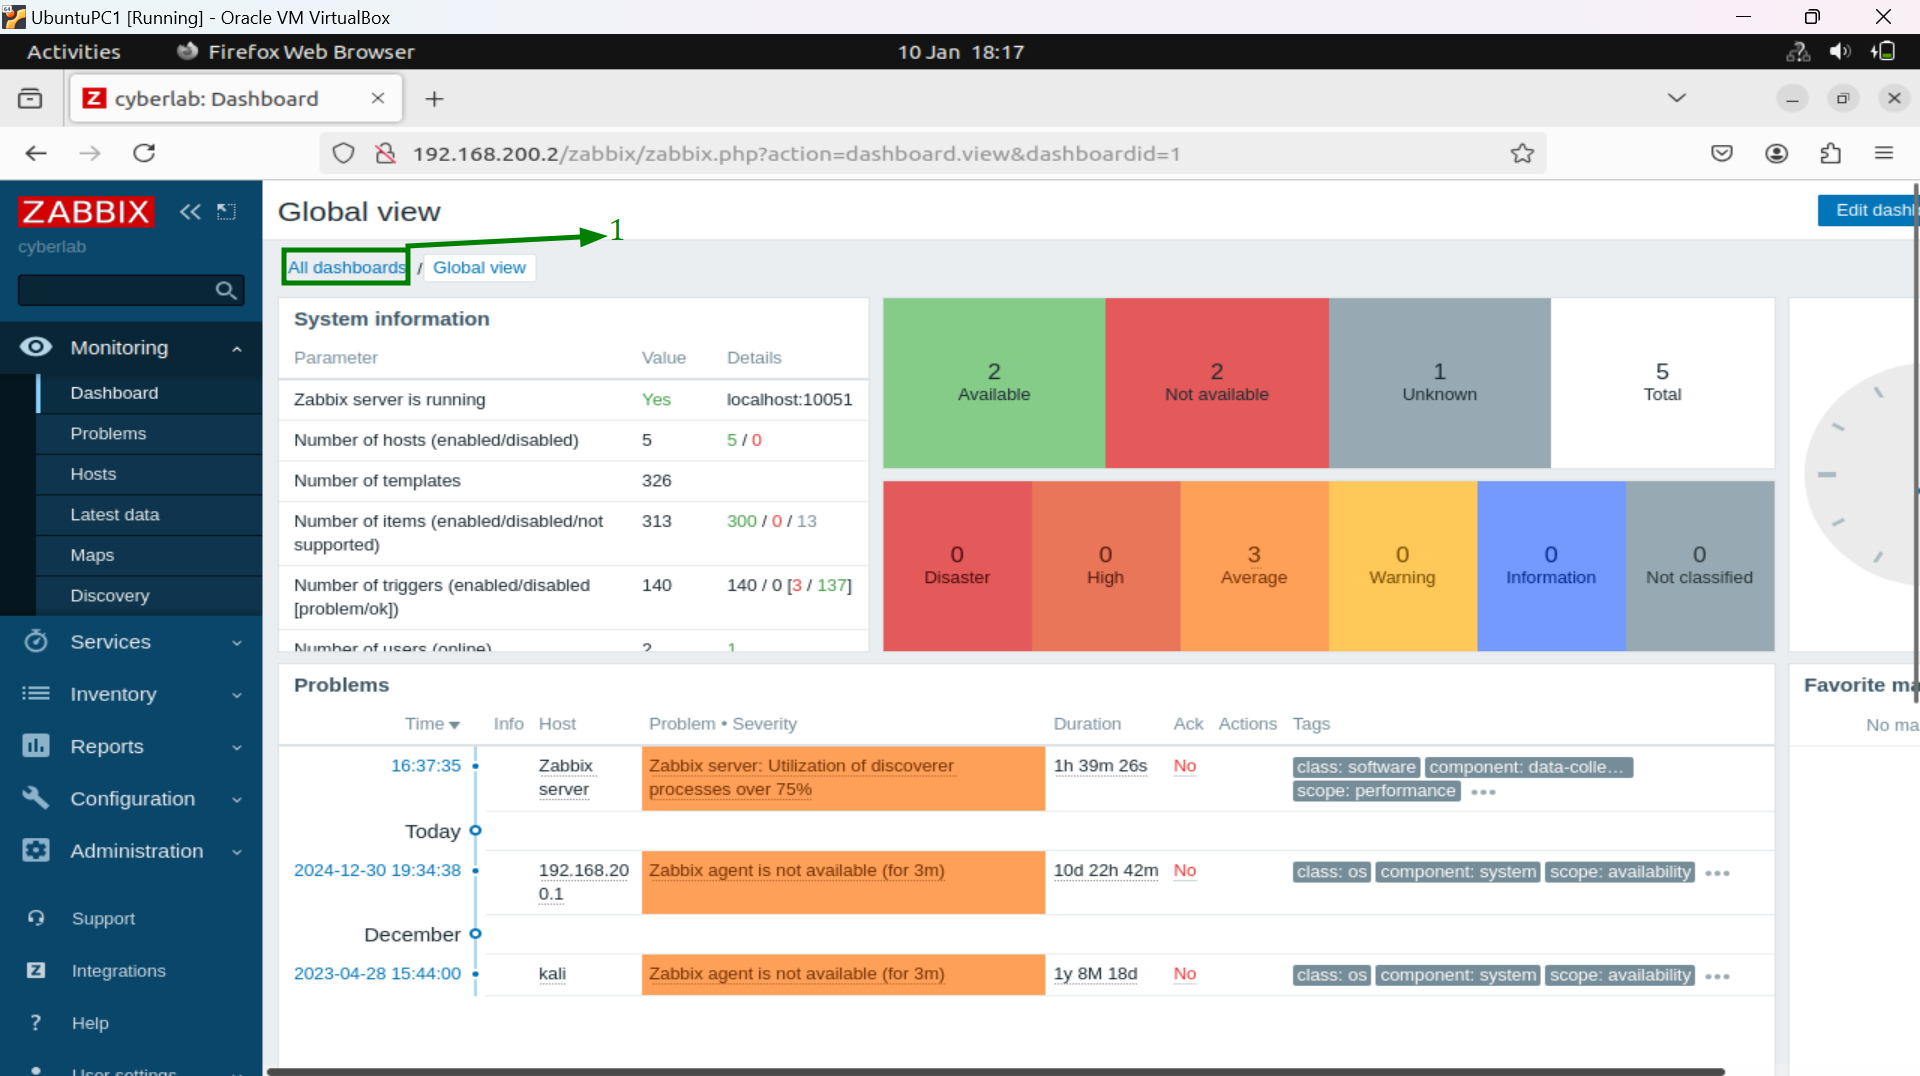 UbuntuPC1 [Running] - Oracle VM VirtualBox
Activities Firefox Web Browser 10 Jan 18:17
cyberlab: Dashboard
192.168.200.2/zabbix/zabbix.php?action=dashboard.view&dashboardid=1
ZABBIX
cyberlab
Monitoring
Dashboard
Problems
Hosts
Latest data
Maps
Discovery
Services
Inventory
Reports
Configuration
Administration
Support
Integrations
Help
User settings
Global view
Edit dash
1
All dashboards / Global view
System information
Parameter Value Details
Zabbix server is running Yes localhost:10051
Number of hosts (enabled/disabled) 5 5 / 0
Number of templates 326
Number of items (enabled/disabled/not 313 300 / 0 / 13
supported)
Number of triggers (enabled/disabled 140 140 / 0 [3 / 137]
[problem/ok])
Number of users (online) 2 1
2 2 1 5
Available Not available Unknown Total
0 0 3 0 0 0
Disaster High Average Warning Information Not classified
Problems
Time Info Host Problem • Severity Duration Ack Actions Tags
16:37:35 Zabbix Zabbix server: Utilization of discoverer 1h 39m 26s No class: software component: data-colle...
server processes over 75% scope: performance
Today
2024-12-30 19:34:38 192.168.20 Zabbix agent is not available (for 3m) 10d 22h 42m No class: os component: system scope: availability
0.1
December
2023-04-28 15:44:00 kali Zabbix agent is not available (for 3m) 1y 8M 18d No class: os component: system scope: availability
Favorite ma
No ma